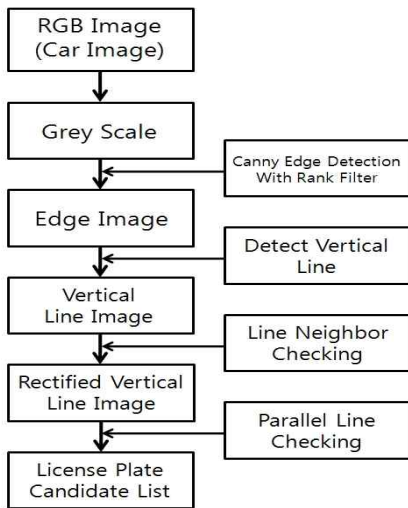 RGB Image
(Car Image)
Grey Scale
Canny Edge Detection
With Rank Filter
Edge Image
Detect Vertical
Line
Vertical
Line Image
Line Neighbor
Checking
Rectified Vertical
Line Image
Parallel Line
Checking
License Plate
Candidate List